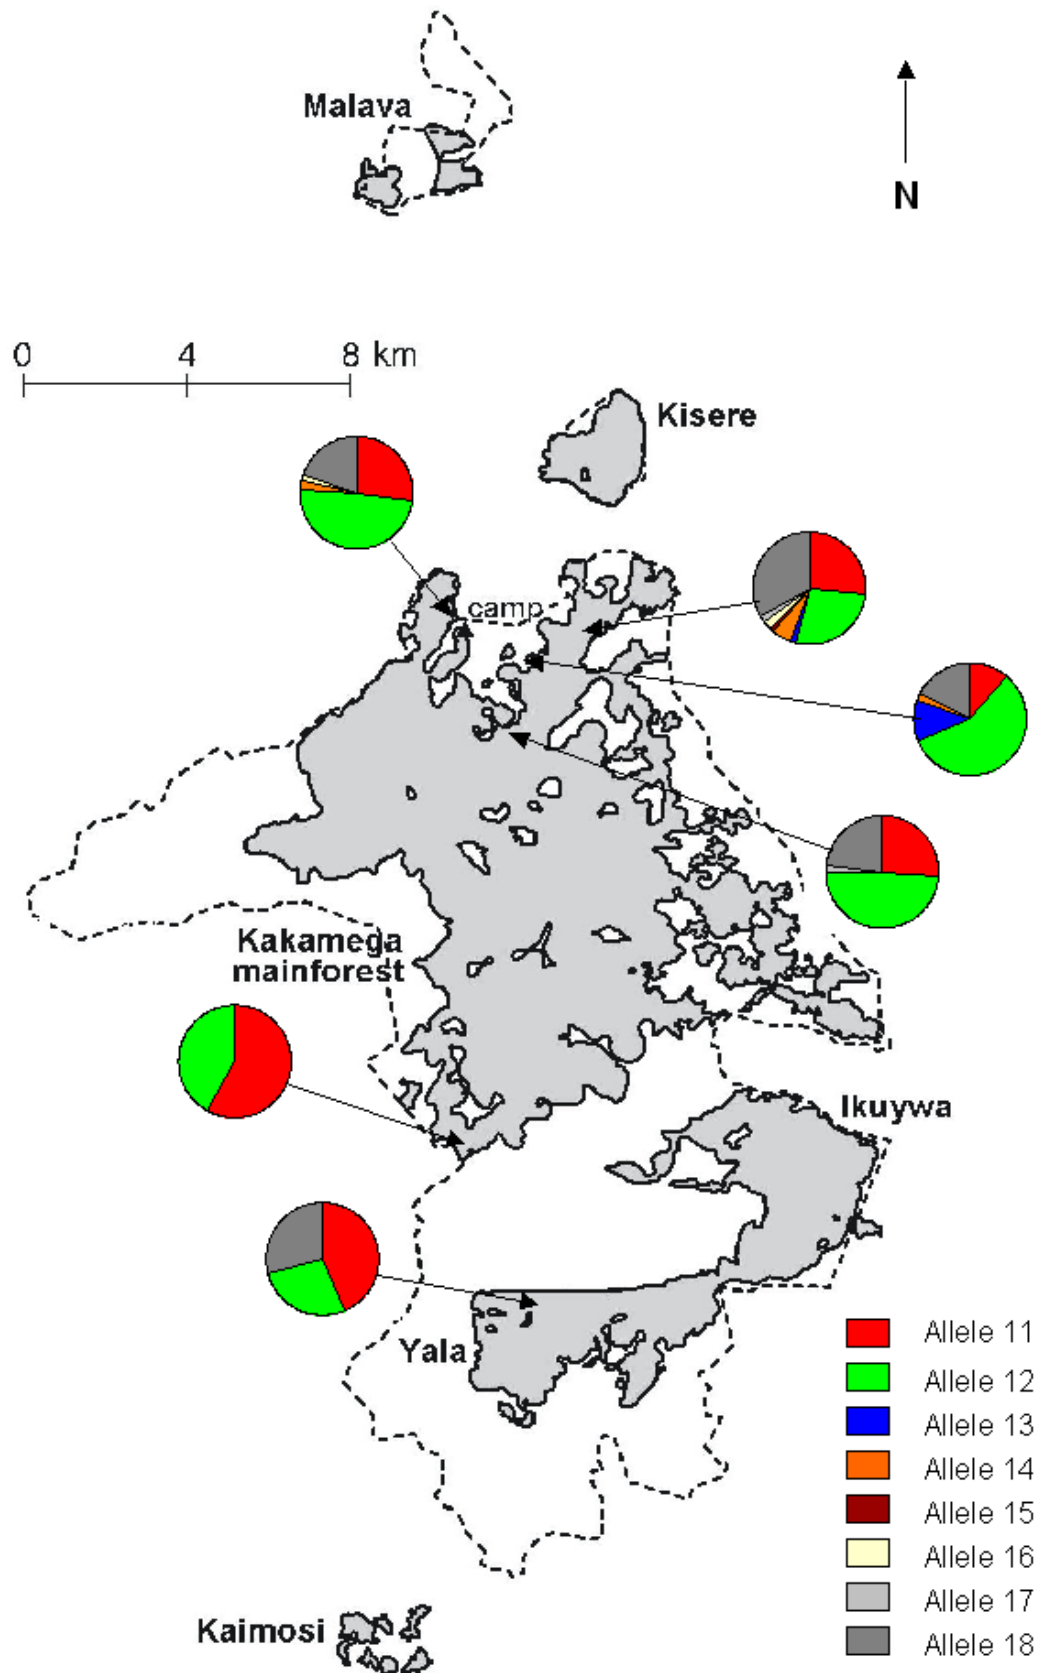 Malava
N
0 4 8 km
Kisere
camp
Kakamega
mainforest
Ikuywa
Yala
Allele 11
Allele 12
Allele 13
Allele 14
Allele 15
Allele 16
Allele 17
Allele 18
Kaimosi